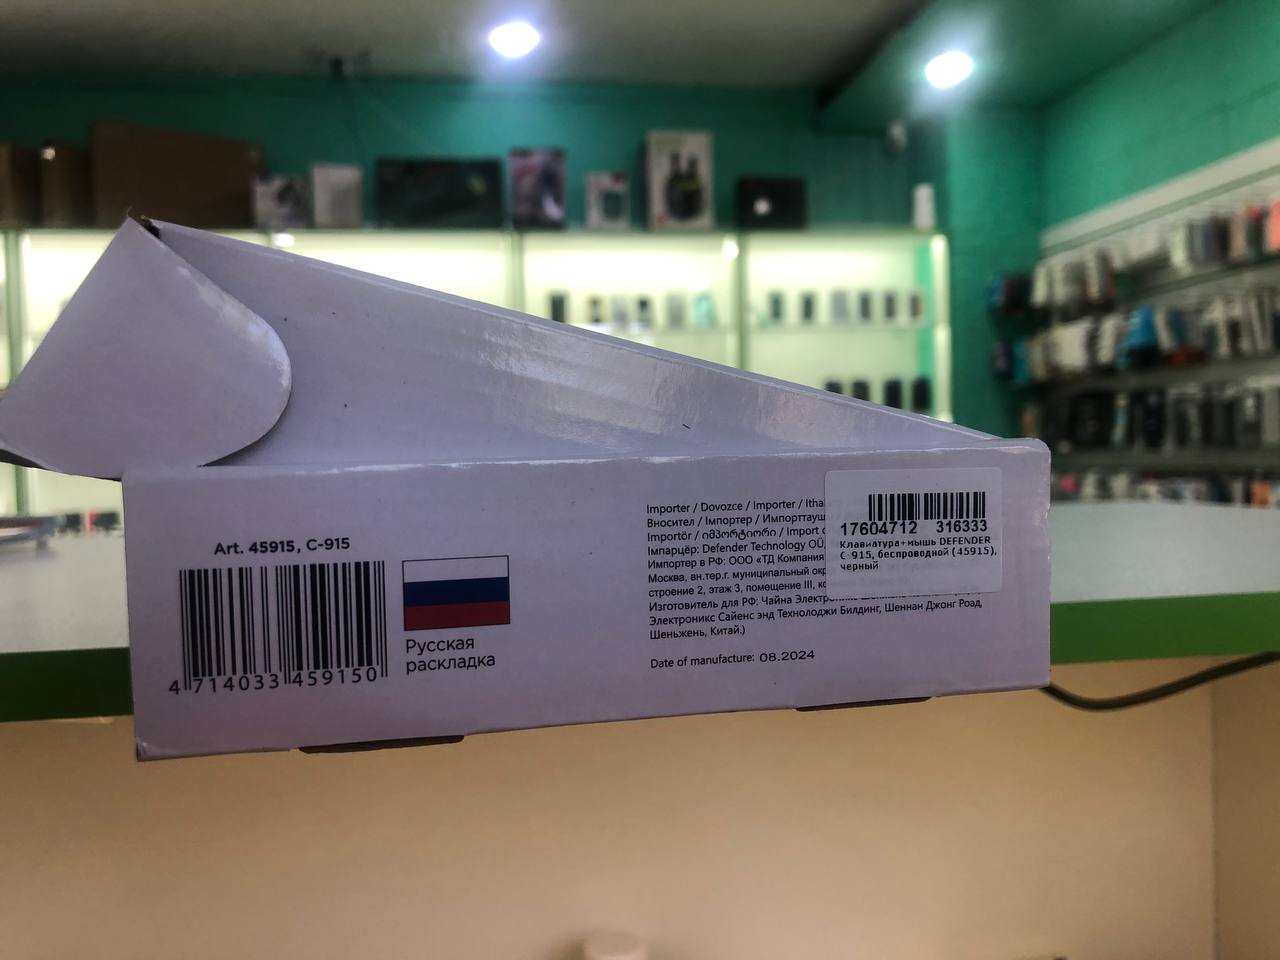 Art. 45915, C-915
4 714033 459150
Русская
раскладка
Importer / Dovozce / Importer / Itha
Вносител / Імпортер / Импорттауш
Importör / იმპორტიორი / Import
Імпарцёр: Defender Technology OÜ,
Импортер в РФ: ООО «ТД Компания
Москва, вн.тер.г. муниципальный окр
строение 2, этаж 3, помещение III,
Изготовитель для РФ: Чайна Электроникс
Электроникс Сайенс энд Технолоджи Билдинг, Шеннан Джонг Роад,
Шеньжень, Китай.)
Date of manufacture: 08.2024
17604712 316333
Клавиатура+мышь DEFENDER
C-915, беспроводной (45915),
черный